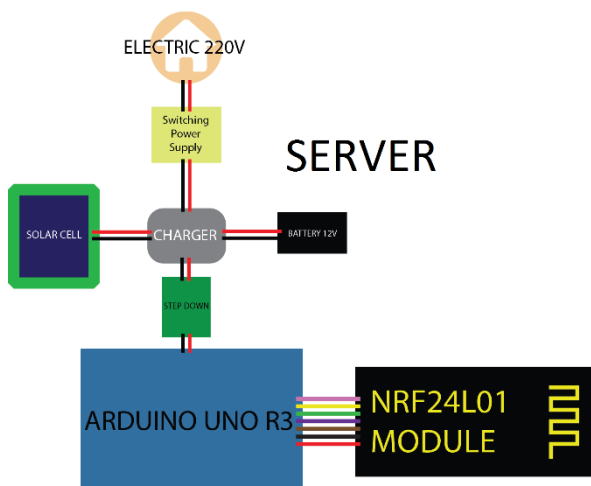 ELECTRIC 220V
Switching
Power
Supply
SERVER
SOLAR CELL
CHARGER
BATTERY 12V
STEP DOWN
ARDUINO UNO R3
NRF24L01
MODULE